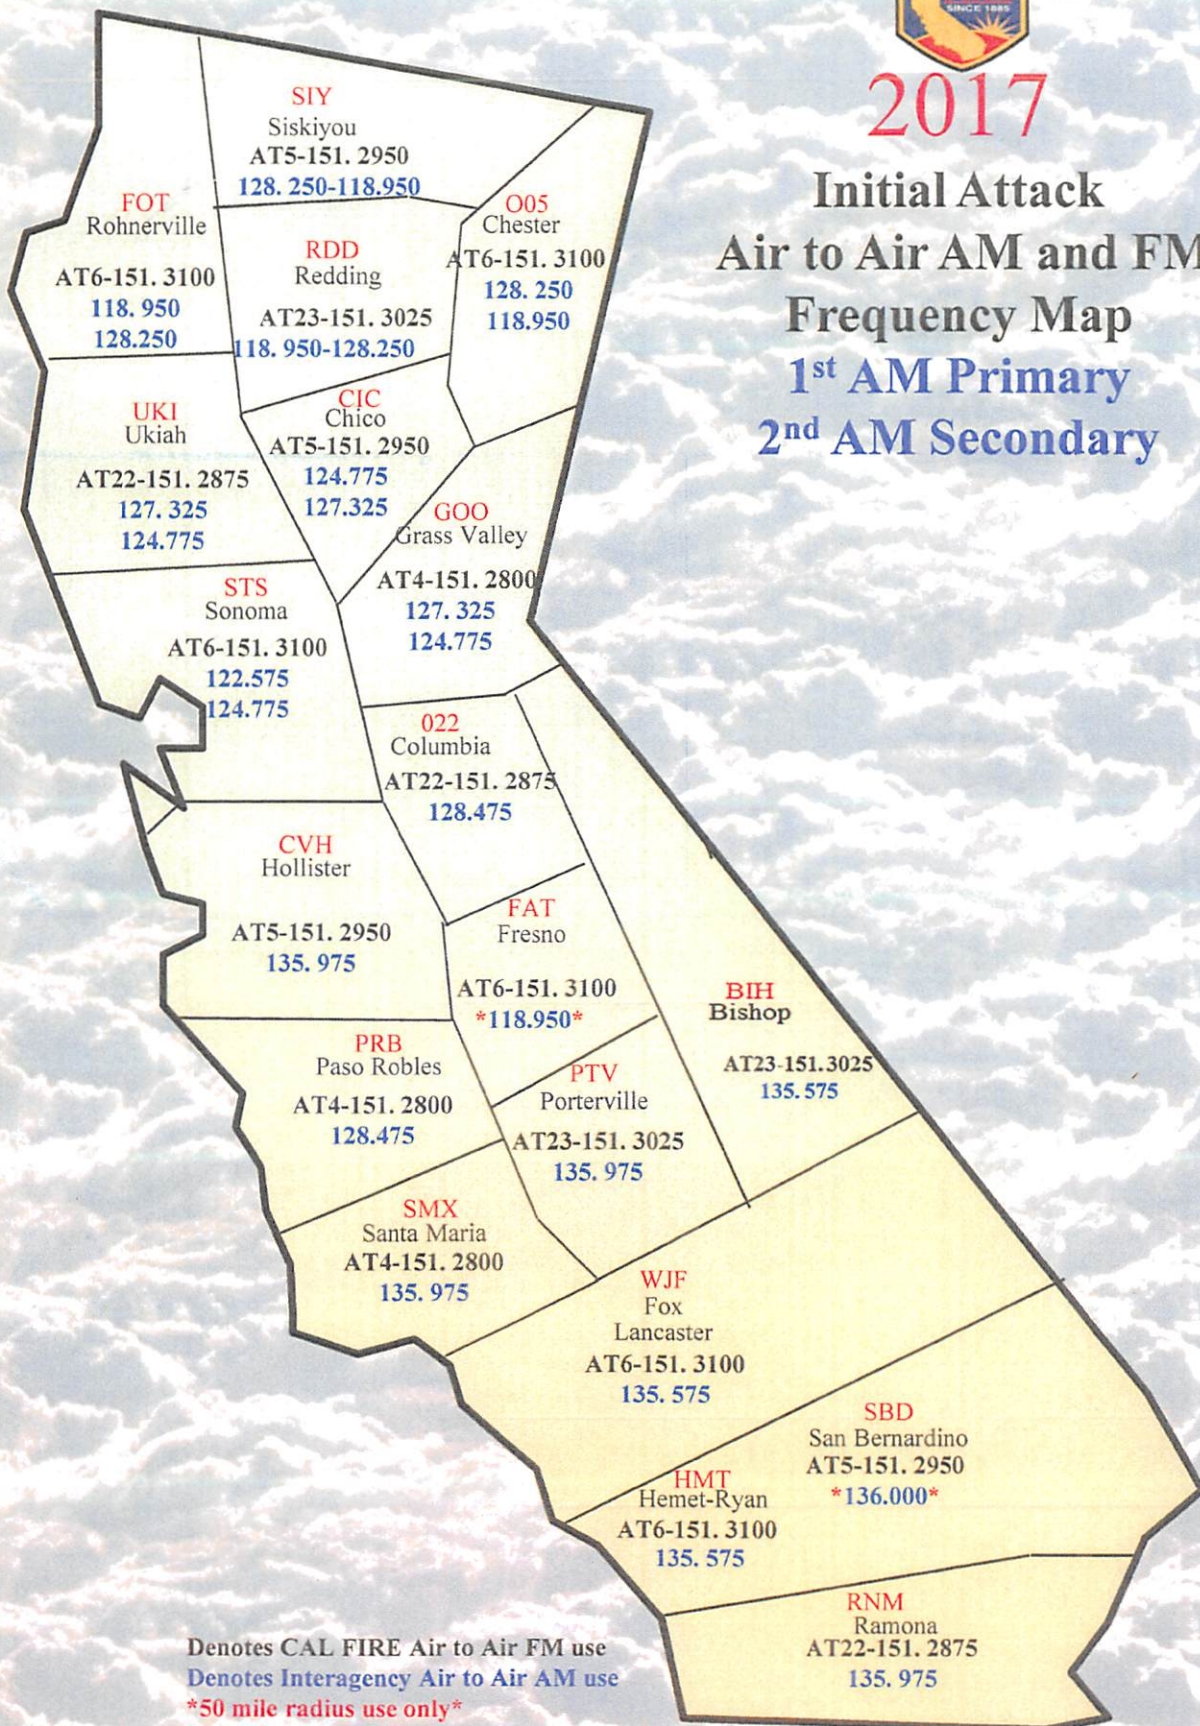 SINCE 1885
2017
Initial Attack
Air to Air AM and FM
Frequency Map
1st AM Primary
2nd AM Secondary
SIY
Siskiyou
AT5-151. 2950
128. 250-118.950
FOT
Rohnerville
AT6-151. 3100
118. 950
128.250
RDD
Redding
AT23-151. 3025
118. 950-128.250
O05
Chester
AT6-151. 3100
128. 250
118.950
UKI
Ukiah
AT22-151. 2875
127. 325
124.775
CIC
Chico
AT5-151. 2950
124.775
127.325
GOO
Grass Valley
AT4-151. 2800
127. 325
124.775
STS
Sonoma
AT6-151. 3100
122.575
124.775
022
Columbia
AT22-151. 2875
128.475
CVH
Hollister
AT5-151. 2950
135. 975
FAT
Fresno
AT6-151. 3100
*118.950*
BIH
Bishop
AT23-151.3025
135.575
PRB
Paso Robles
AT4-151. 2800
128.475
PTV
Porterville
AT23-151. 3025
135. 975
SMX
Santa Maria
AT4-151. 2800
135. 975
WJF
Fox
Lancaster
AT6-151. 3100
135. 575
SBD
San Bernardino
AT5-151. 2950
*136.000*
HMT
Hemet-Ryan
AT6-151. 3100
135. 575
RNM
Ramona
AT22-151. 2875
135. 975
Denotes CAL FIRE Air to Air FM use
Denotes Interagency Air to Air AM use
*50 mile radius use only*